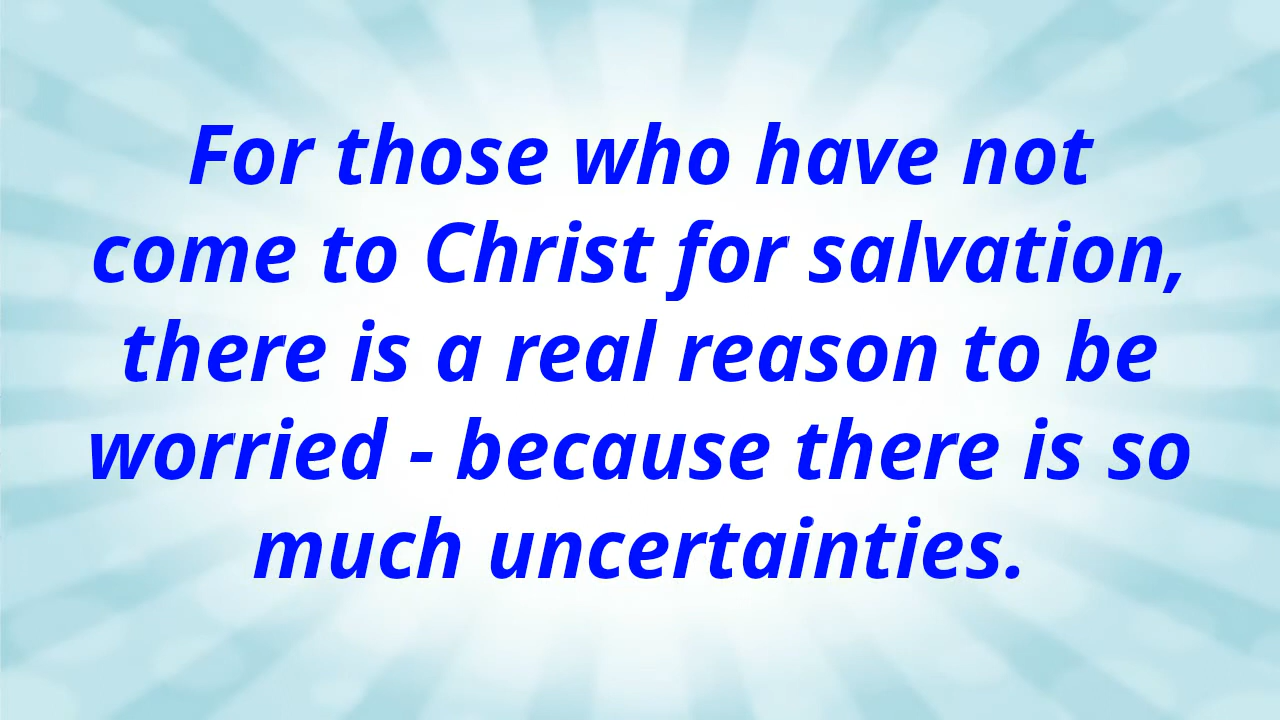 For those who have not
come to Christ for salvation,
there is a real reason to be
worried - because there is so
much uncertainties.